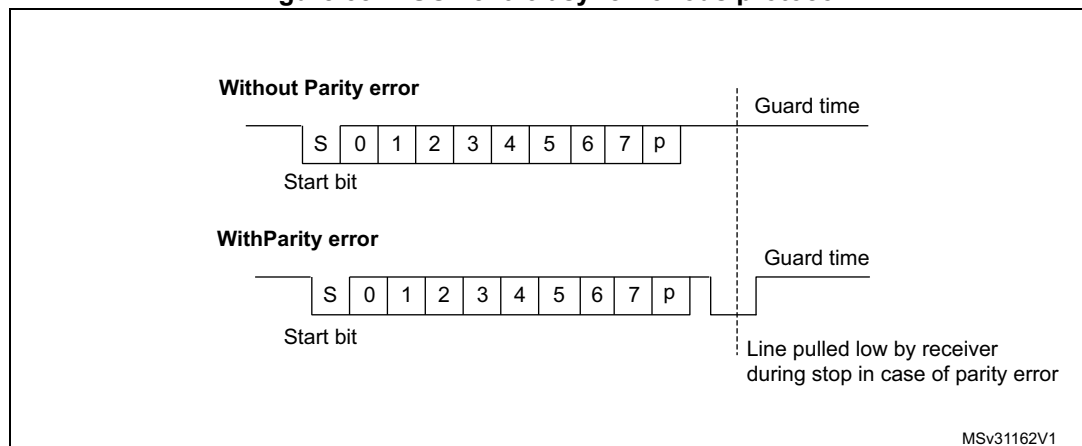 Without Parity error
Guard time
S 0 1 2 3 4 5 6 7 p
Start bit
WithParity error
Guard time
S 0 1 2 3 4 5 6 7 p
Start bit
Line pulled low by receiver
during stop in case of parity error
MSv31162V1